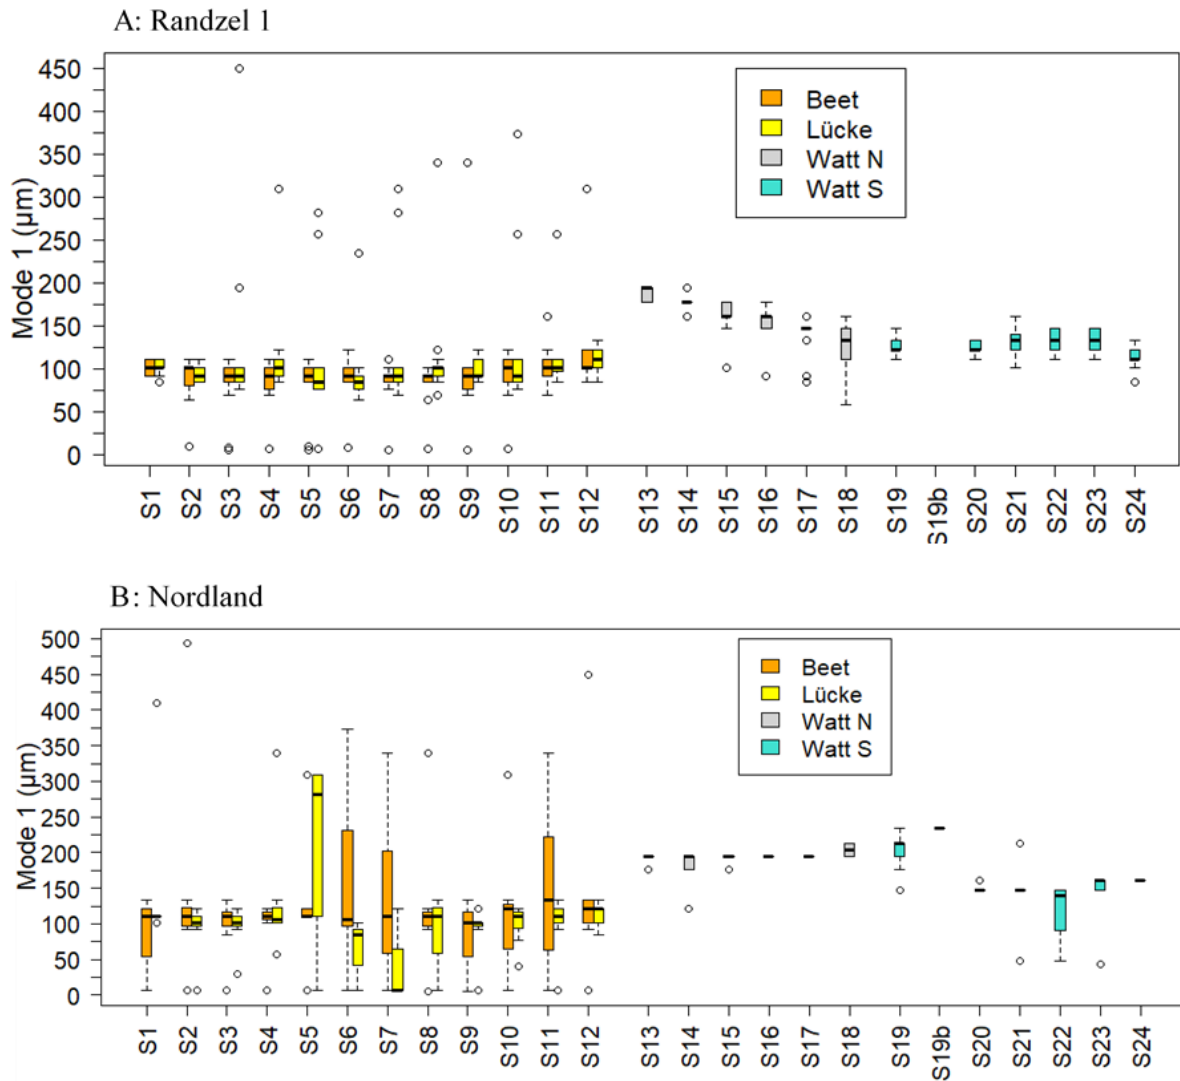 A: Randzel 1
Mode 1 (µm)
450
400
350
300
250
200
150
100
50
0
Beet
Lücke
Watt N
Watt S
S1 S2 S3 S4 S5 S6 S7 S8 S9 S10 S11 S12 S13 S14 S15 S16 S17 S18 S19 S19b S20 S21 S22 S23 S24
B: Nordland
Mode 1 (µm)
500
450
400
350
300
250
200
150
100
50
0
Beet
Lücke
Watt N
Watt S
S1 S2 S3 S4 S5 S6 S7 S8 S9 S10 S11 S12 S13 S14 S15 S16 S17 S18 S19 S19b S20 S21 S22 S23 S24